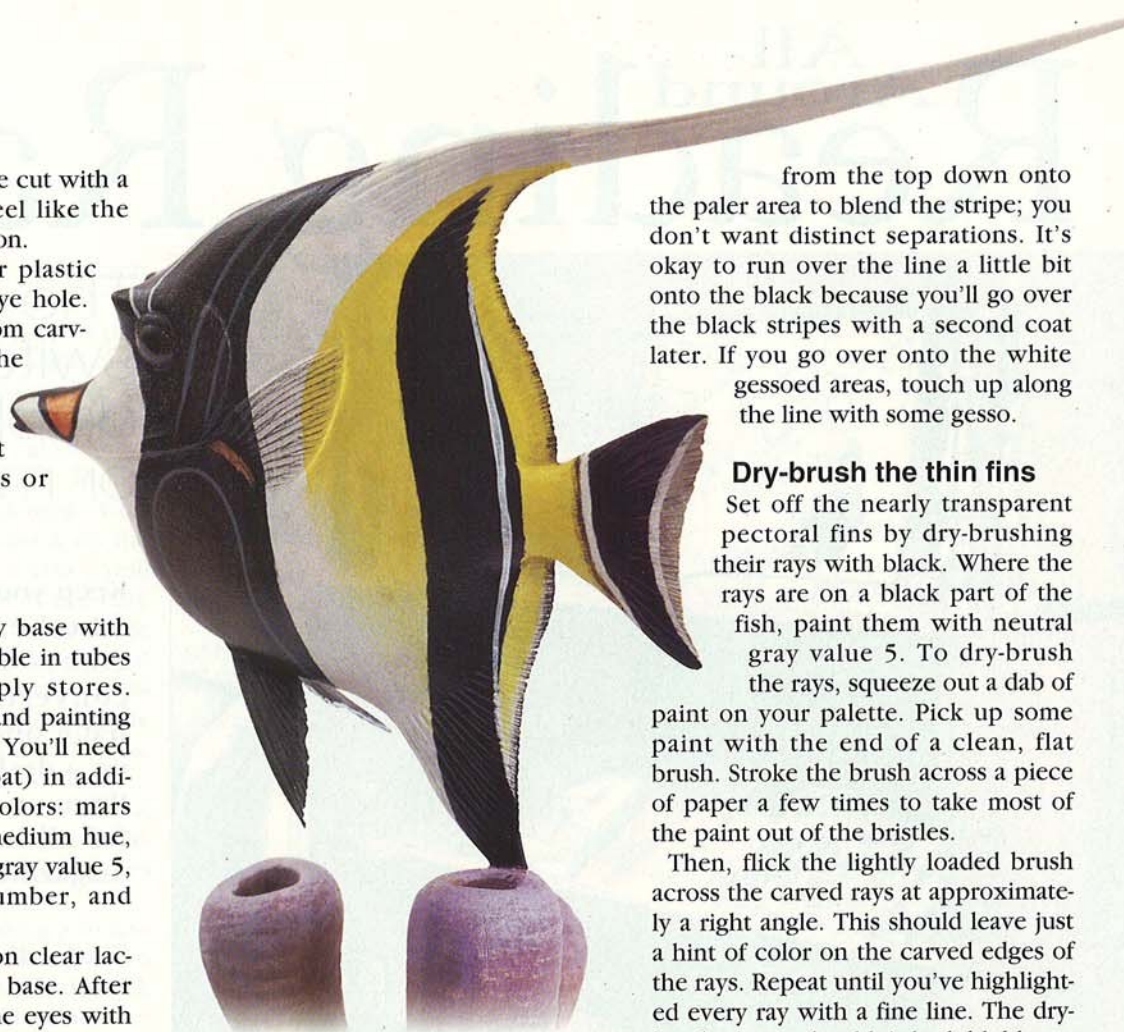 e cut with a
eel like the
on.
r plastic
ye hole.
om carv-
he
t
s or
y base with
ble in tubes
ply stores.
nd painting
You'll need
oat) in addi-
olors: mars
nedium hue,
gray value 5,
umber, and
on clear lac-
base. After
ne eyes with
from the top down onto
the paler area to blend the stripe; you
don't want distinct separations. It's
okay to run over the line a little bit
onto the black because you'll go over
the black stripes with a second coat
later. If you go over onto the white
gessoed areas, touch up along
the line with some gesso.
Dry-brush the thin fins
Set off the nearly transparent
pectoral fins by dry-brushing
their rays with black. Where the
rays are on a black part of the
fish, paint them with neutral
gray value 5. To dry-brush
the rays, squeeze out a dab of
paint on your palette. Pick up some
paint with the end of a clean, flat
brush. Stroke the brush across a piece
of paper a few times to take most of
the paint out of the bristles.
Then, flick the lightly loaded brush
across the carved rays at approximate-
ly a right angle. This should leave just
a hint of color on the carved edges of
the rays. Repeat until you've highlight-
ed every ray with a fine line. The dry-